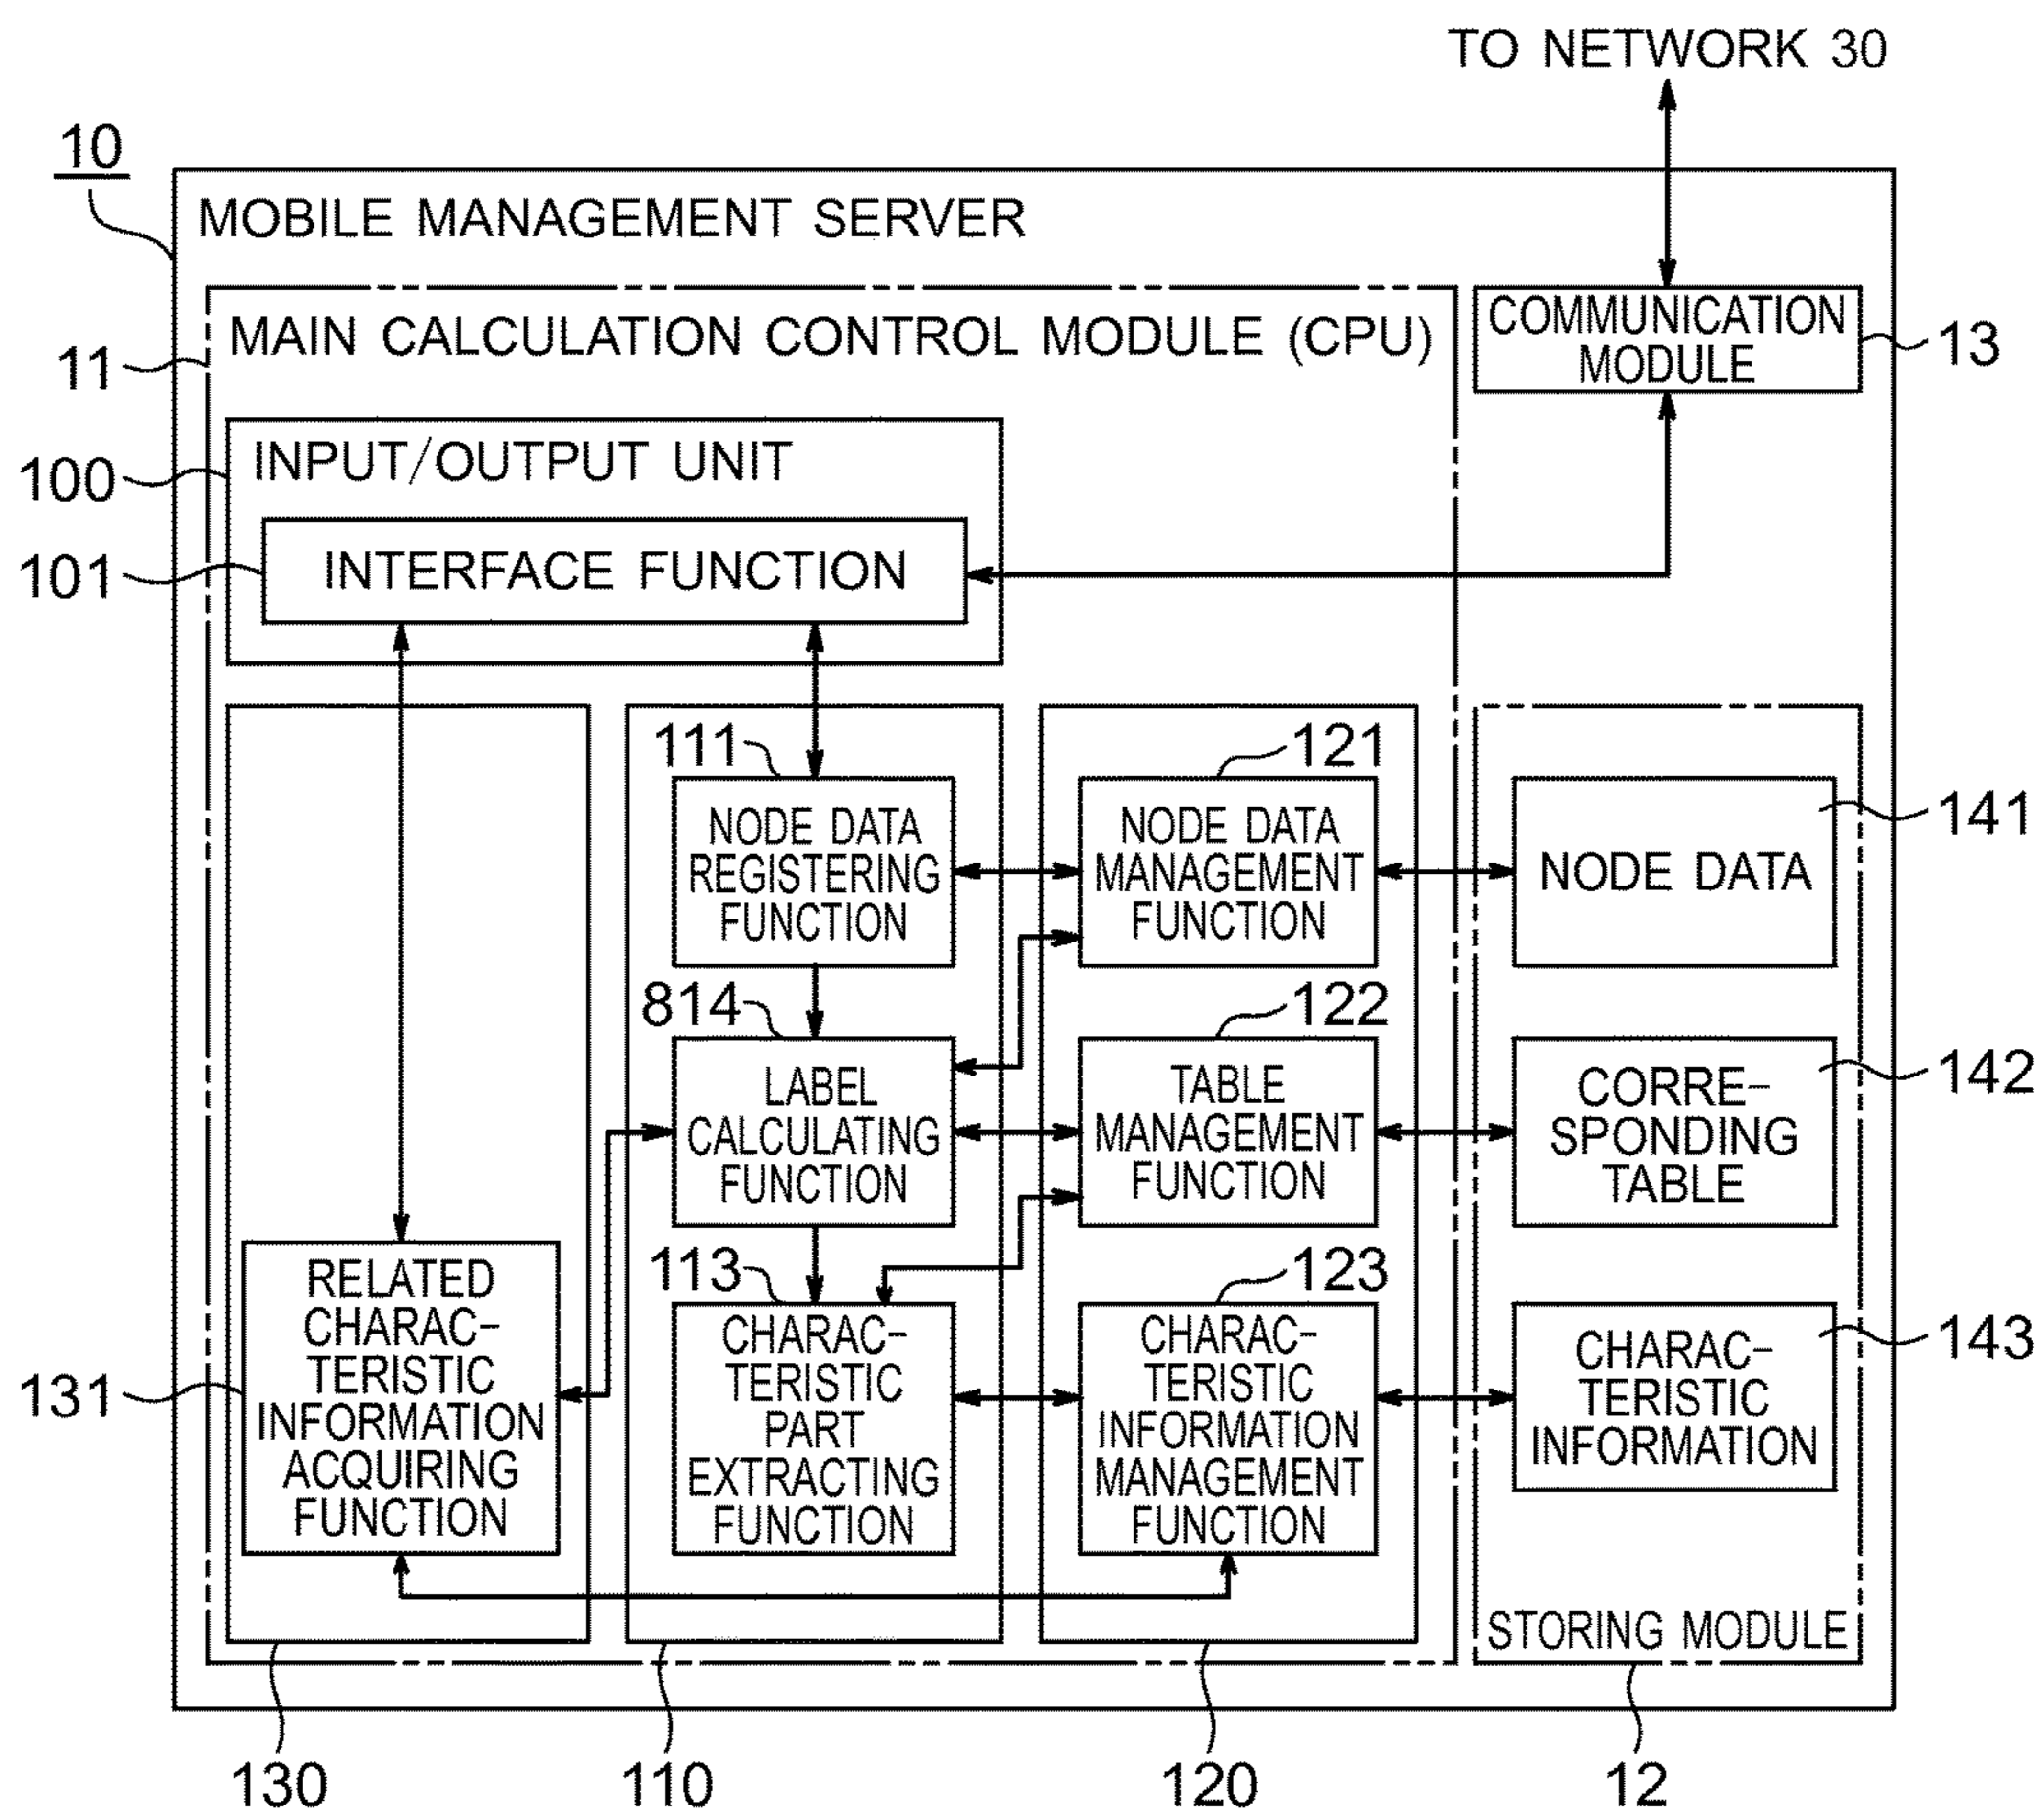 TO NETWORK 30
10
MOBILE MANAGEMENT SERVER
11
MAIN CALCULATION CONTROL MODULE (CPU)
COMMUNICATION
MODULE
13
100
INPUT/OUTPUT UNIT
101
INTERFACE FUNCTION
111
NODE DATA
REGISTERING
FUNCTION
121
NODE DATA
MANAGEMENT
FUNCTION
141
NODE DATA
814
LABEL
CALCULATING
FUNCTION
122
TABLE
MANAGEMENT
FUNCTION
142
CORRE-
SPONDING
TABLE
131
RELATED
CHARAC-
TERISTIC
INFORMATION
ACQUIRING
FUNCTION
113
CHARAC-
TERISTIC
PART
EXTRACTING
FUNCTION
123
CHARAC-
TERISTIC
INFORMATION
MANAGEMENT
FUNCTION
143
CHARAC-
TERISTIC
INFORMATION
STORING MODULE
130
110
120
12